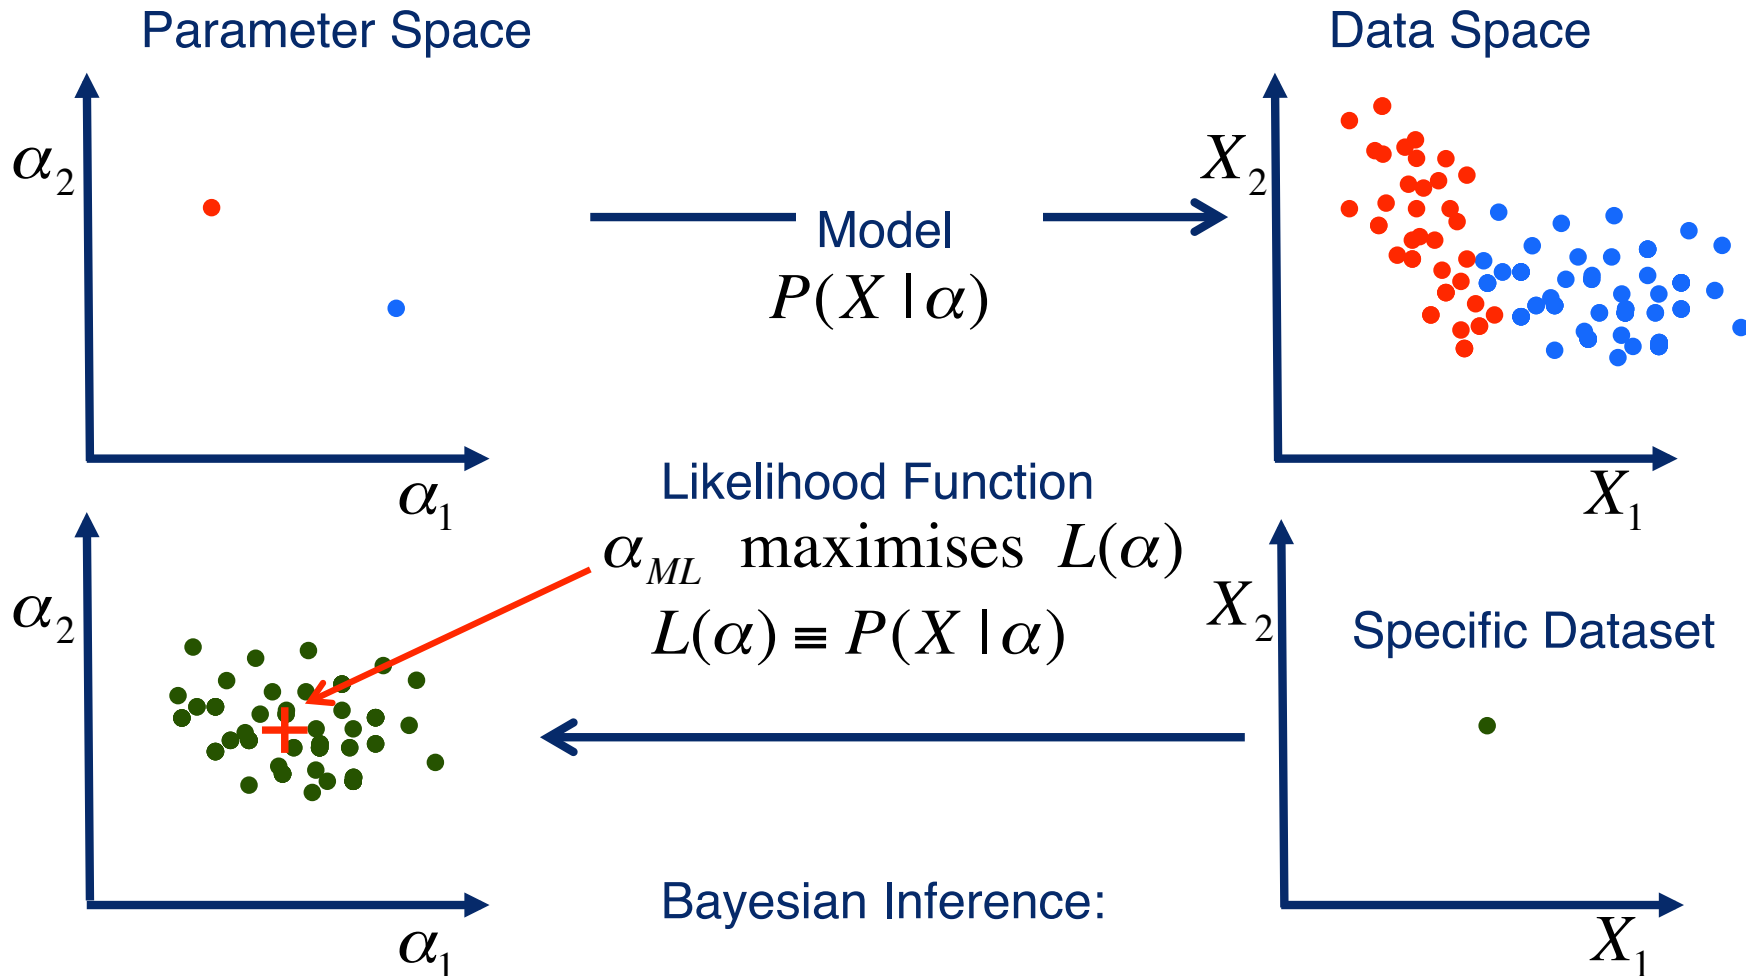 Parameter Space
Data Space
α₂
X₂
Model
P(X | α)
α₁
X₁
Likelihood Function
α_ML maximises L(α)
L(α) ≡ P(X | α)
α₂
X₂
Specific Dataset
Bayesian Inference:
α₁
X₁